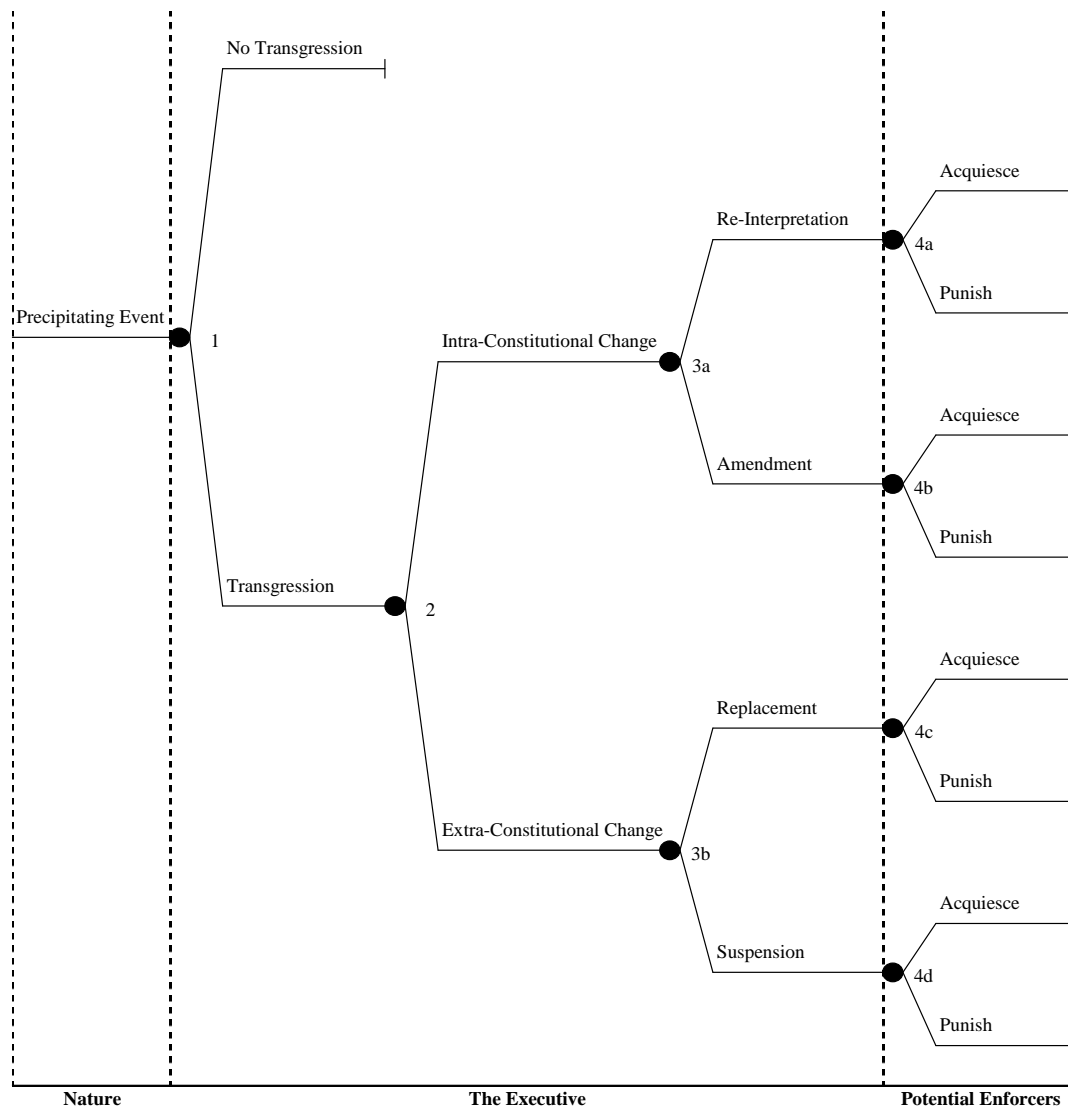 No Transgression
Acquiesce
Re-Interpretation
4a
Punish
Precipitating Event
1
Intra-Constitutional Change
3a
Acquiesce
Amendment
4b
Punish
Transgression
2
Acquiesce
Replacement
4c
Punish
Extra-Constitutional Change
3b
Acquiesce
Suspension
4d
Punish
Nature
The Executive
Potential Enforcers